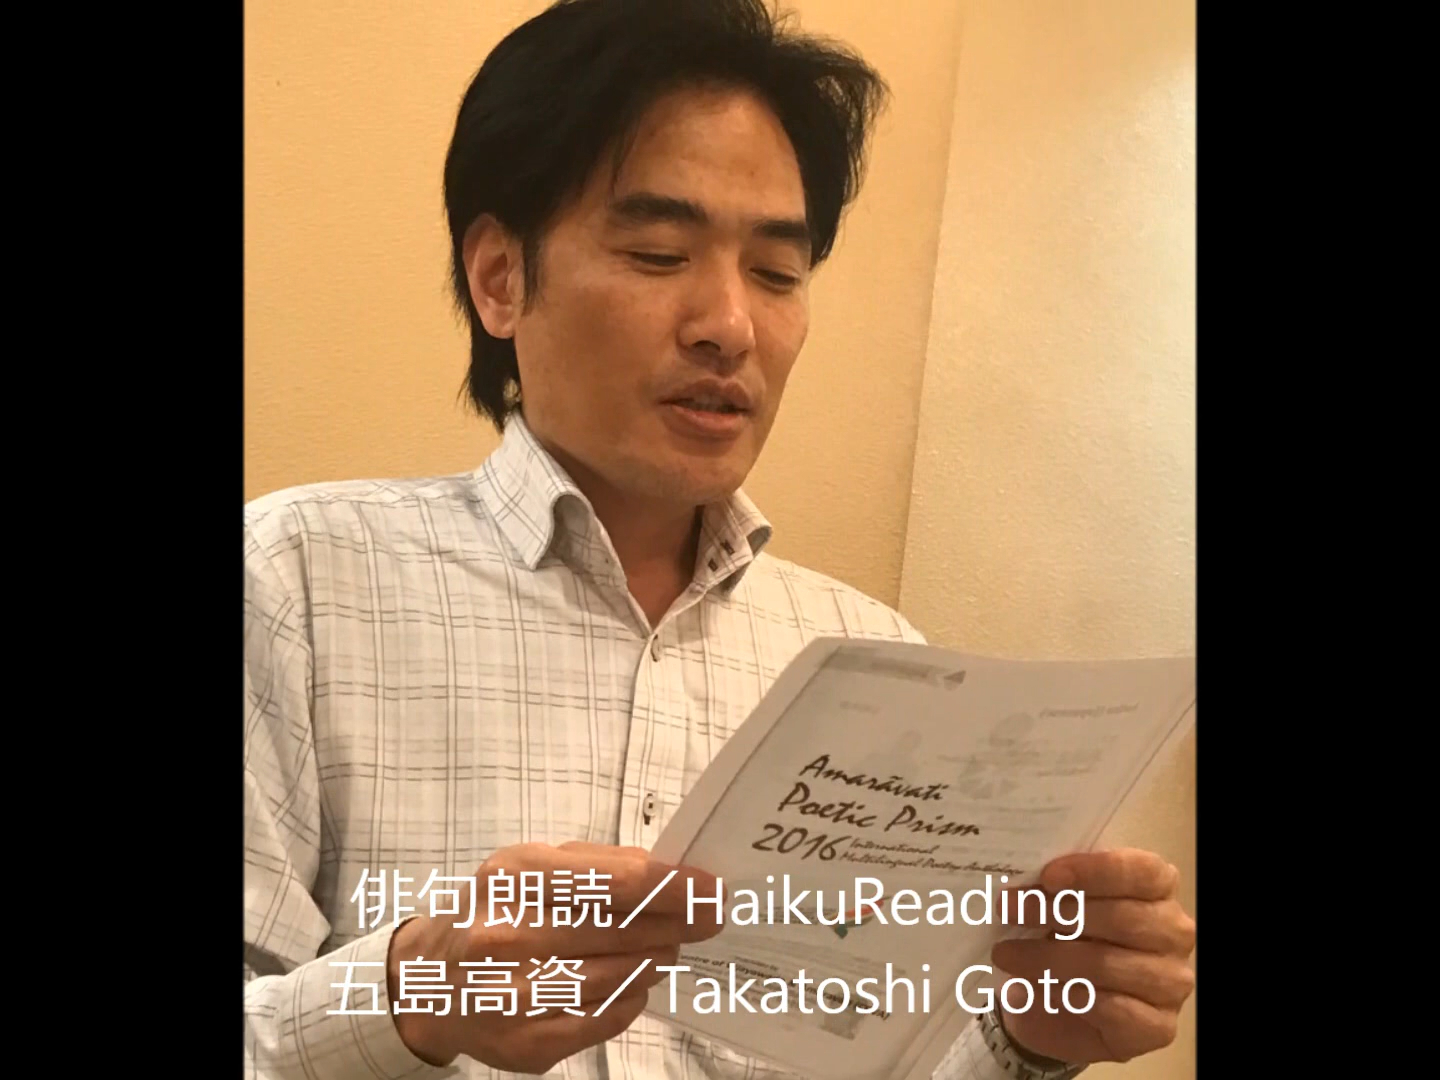 Amarāvati
Poetic Prism
2016 International
Multilingual Poetry Anthology
俳句朗読／HaikuReading
五島高資／Takatoshi Goto